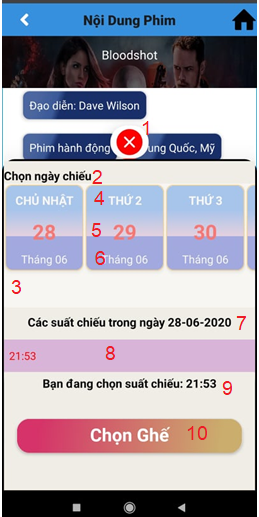 Nội Dung Phim
Bloodshot
Đạo diễn: Dave Wilson
1
Phim hành động ung Quốc, Mỹ
Chọn ngày chiếu 2
CHỦ NHẬT 4 THỨ 2 THỨ 3
28 5 29 30
Tháng 06 6 Tháng 06 Tháng 06
3
Các suất chiếu trong ngày 28-06-2020 7
21:53 8
Bạn đang chọn suất chiếu: 21:53 9
Chọn Ghế 10